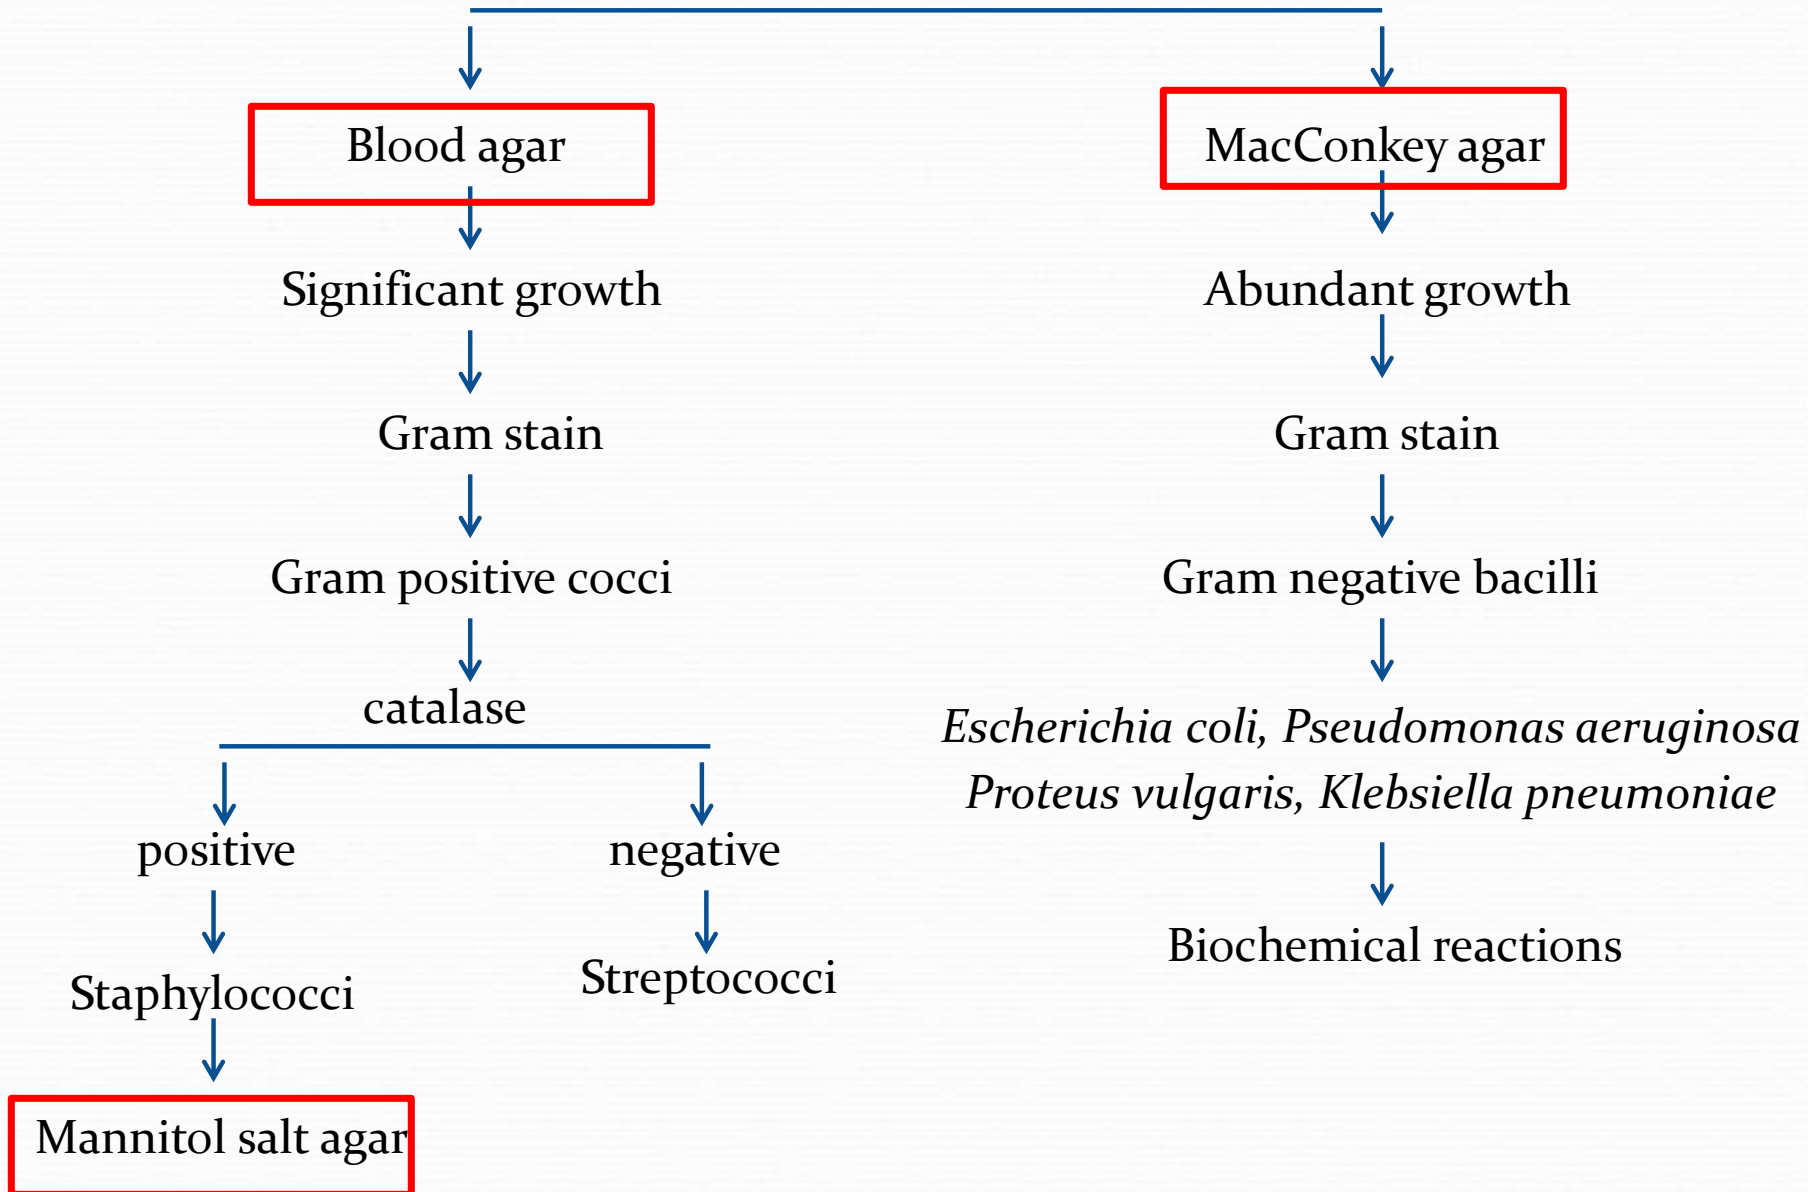 Blood agar
MacConkey agar
Significant growth
Abundant growth
Gram stain
Gram stain
Gram positive cocci
Gram negative bacilli
catalase
Escherichia coli, Pseudomonas aeruginosa
Proteus vulgaris, Klebsiella pneumoniae
positive
negative
Biochemical reactions
Staphylococci
Streptococci
Mannitol salt agar